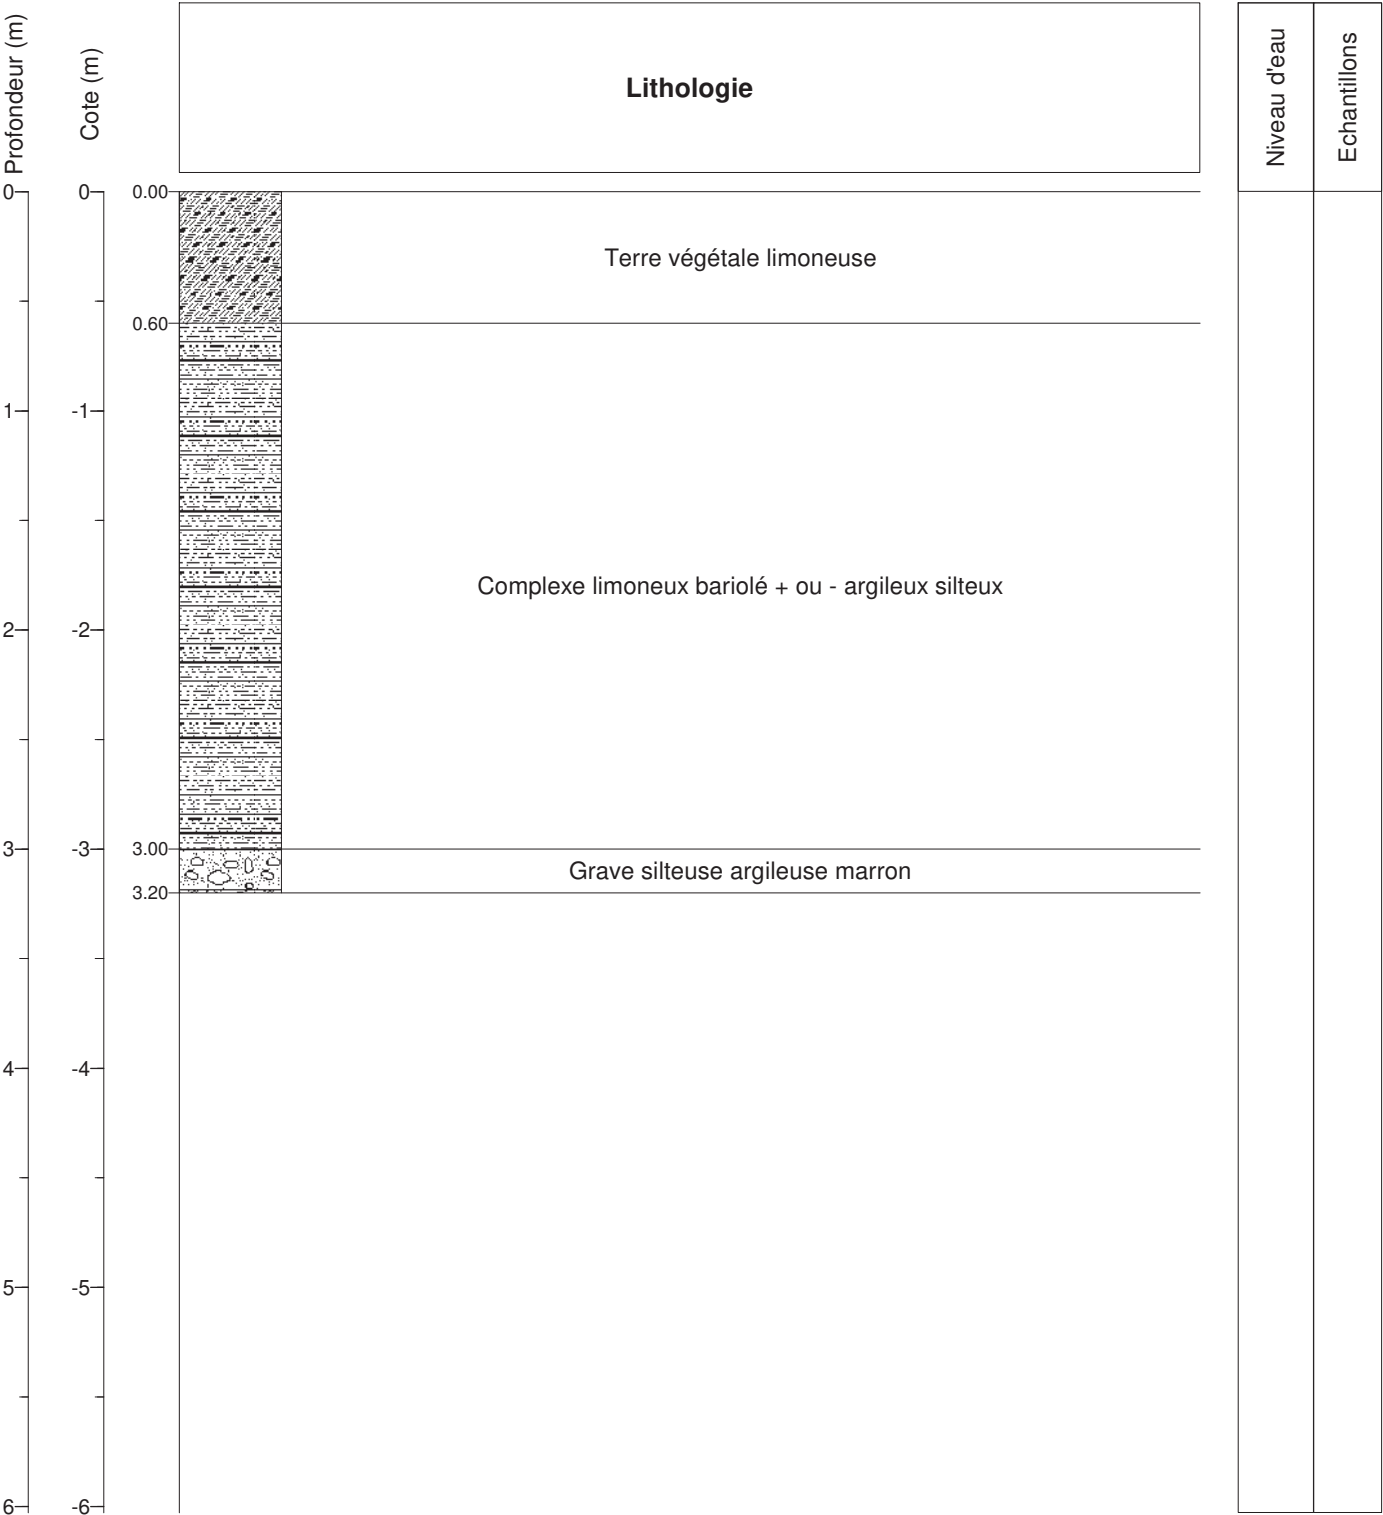 Profondeur (m)
Cote (m)
Lithologie
Niveau d'eau
Echantillons
0
0
0.00
Terre végétale limoneuse
0.60
1
-1
Complexe limoneux bariolé + ou - argileux silteux
2
-2
3
-3
3.00
Grave silteuse argileuse marron
3.20
4
-4
5
-5
6
-6